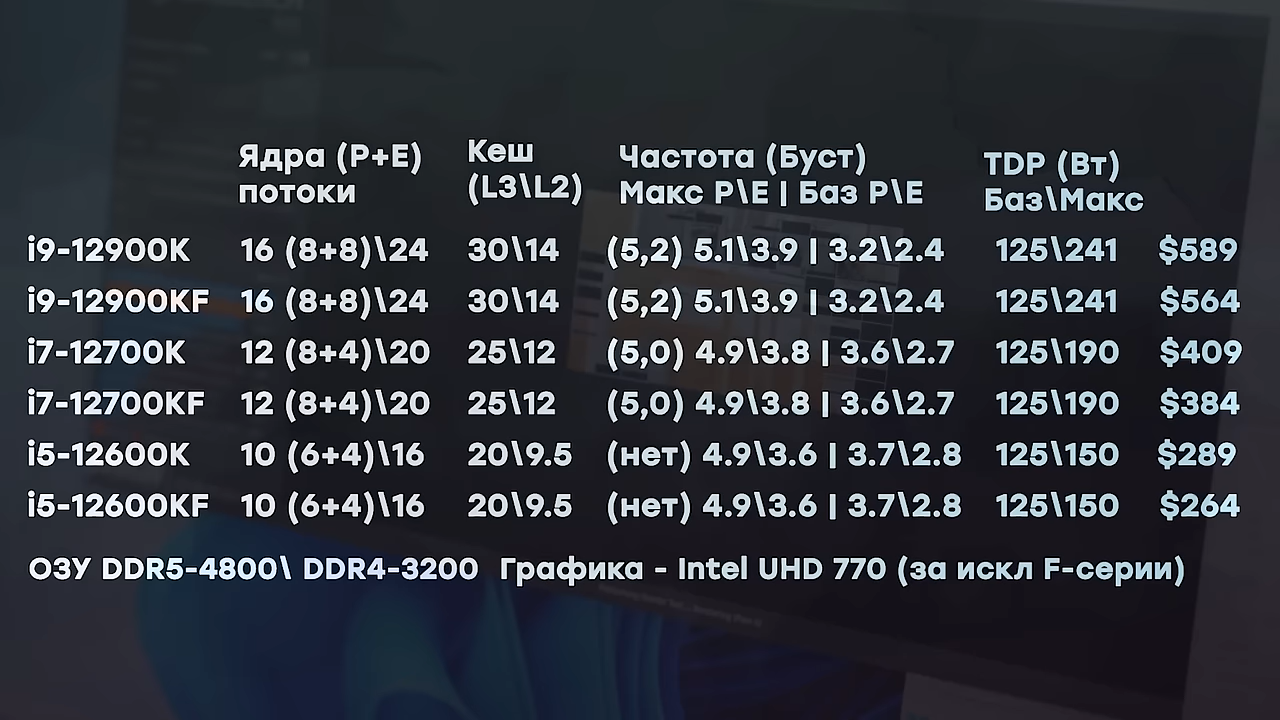 Ядра (P+E) Кеш Частота (Буст) TDP (Вт)
потоки (L3\L2) Макс P\E | Баз P\E Баз\Макс
i9-12900K 16 (8+8)\24 30\14 (5,2) 5.1\3.9 | 3.2\2.4 125\241 $589
i9-12900KF 16 (8+8)\24 30\14 (5,2) 5.1\3.9 | 3.2\2.4 125\241 $564
i7-12700K 12 (8+4)\20 25\12 (5,0) 4.9\3.8 | 3.6\2.7 125\190 $409
i7-12700KF 12 (8+4)\20 25\12 (5,0) 4.9\3.8 | 3.6\2.7 125\190 $384
i5-12600K 10 (6+4)\16 20\9.5 (нет) 4.9\3.6 | 3.7\2.8 125\150 $289
i5-12600KF 10 (6+4)\16 20\9.5 (нет) 4.9\3.6 | 3.7\2.8 125\150 $264
ОЗУ DDR5-4800\ DDR4-3200 Графика - Intel UHD 770 (за искл F-серии)